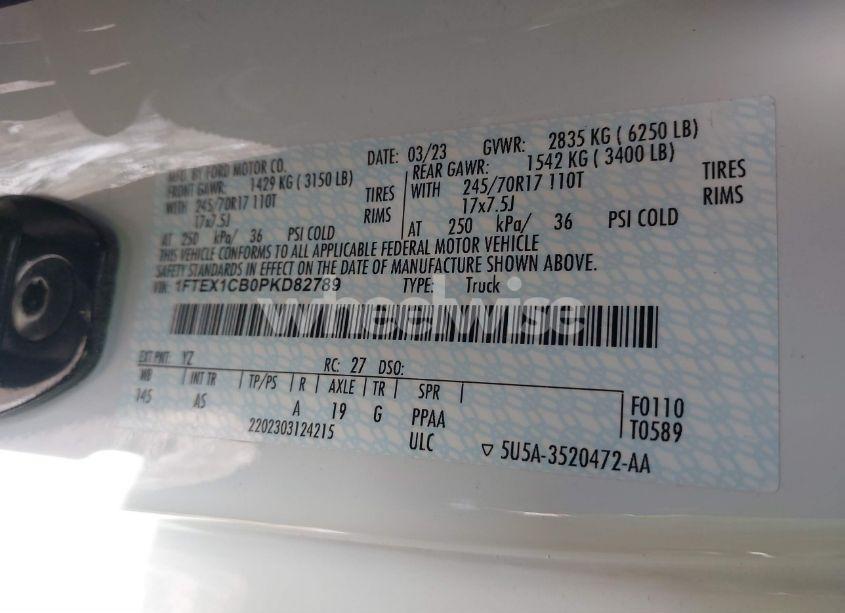 MFD. BY FORD MOTOR CO. DATE: 03/23 GVWR: 2835 KG ( 6250 LB)
FRONT GAWR: 1429 KG ( 3150 LB) REAR GAWR: 1542 KG ( 3400 LB)
WITH 245/70R17 110T TIRES WITH 245/70R17 110T TIRES
17x7.5J RIMS 17x7.5J RIMS
AT 250 kPa/ 36 PSI COLD AT 250 kPa/ 36 PSI COLD
THIS VEHICLE CONFORMS TO ALL APPLICABLE FEDERAL MOTOR VEHICLE
SAFETY STANDARDS IN EFFECT ON THE DATE OF MANUFACTURE SHOWN ABOVE.
VIN: 1FTEX1CB0PKD82789 TYPE: Truck
wheelwise
EXT PNT: YZ RC: 27 DSO:
WB INT TR TP/PS R AXLE TR SPR
145 AS A 19 G PPAA F0110
2202303124215 ULC T0589
5U5A-3520472-AA